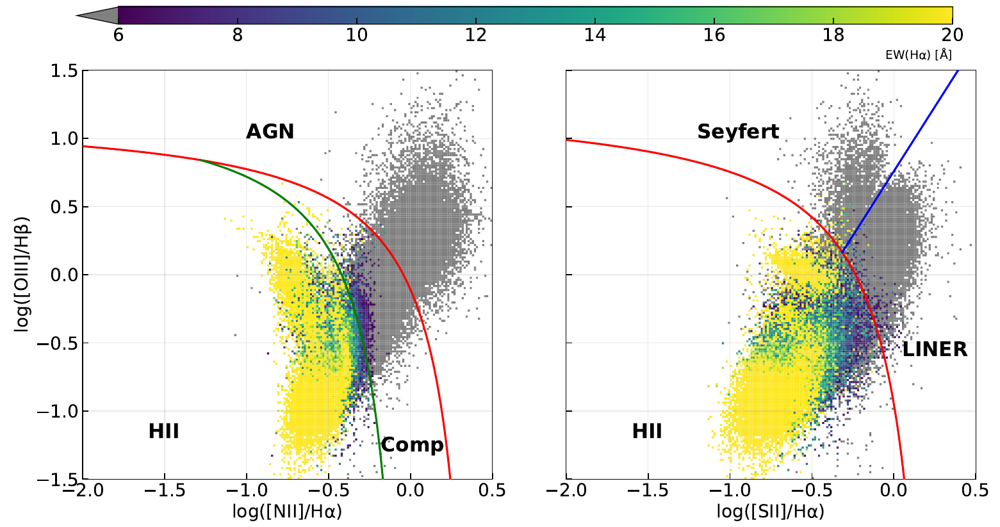 6 8 10 12 14 16 18 20
EW(Hα) [Å]
1.5
1.0
0.5
0.0
−0.5
−1.0
−1.5
log([OIII]/Hβ)
AGN
HII
Comp
−2.0 −1.5 −1.0 −0.5 0.0 0.5
log([NII]/Hα)
Seyfert
LINER
HII
−2.0 −1.5 −1.0 −0.5 0.0 0.5
log([SII]/Hα)